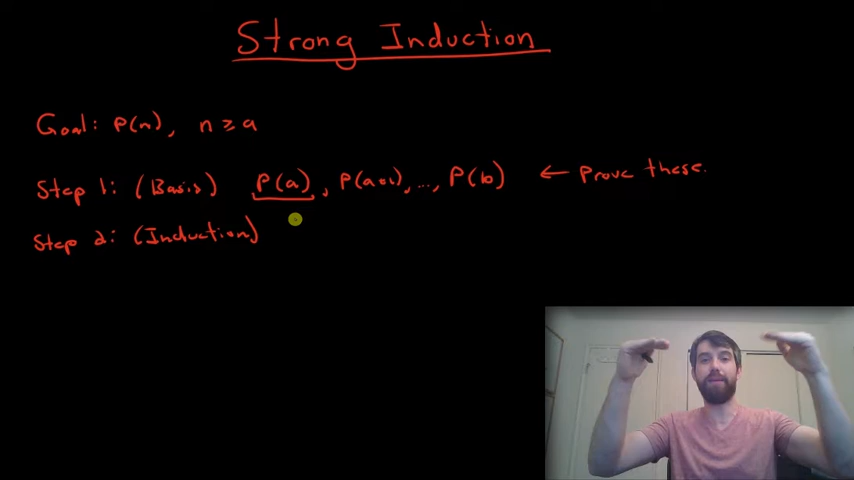 Strong Induction
Goal: P(n), n ≥ a
Step 1: (Basis) P(a), P(a+1), ..., P(b) ← Prove these.
Step 2: (Induction)